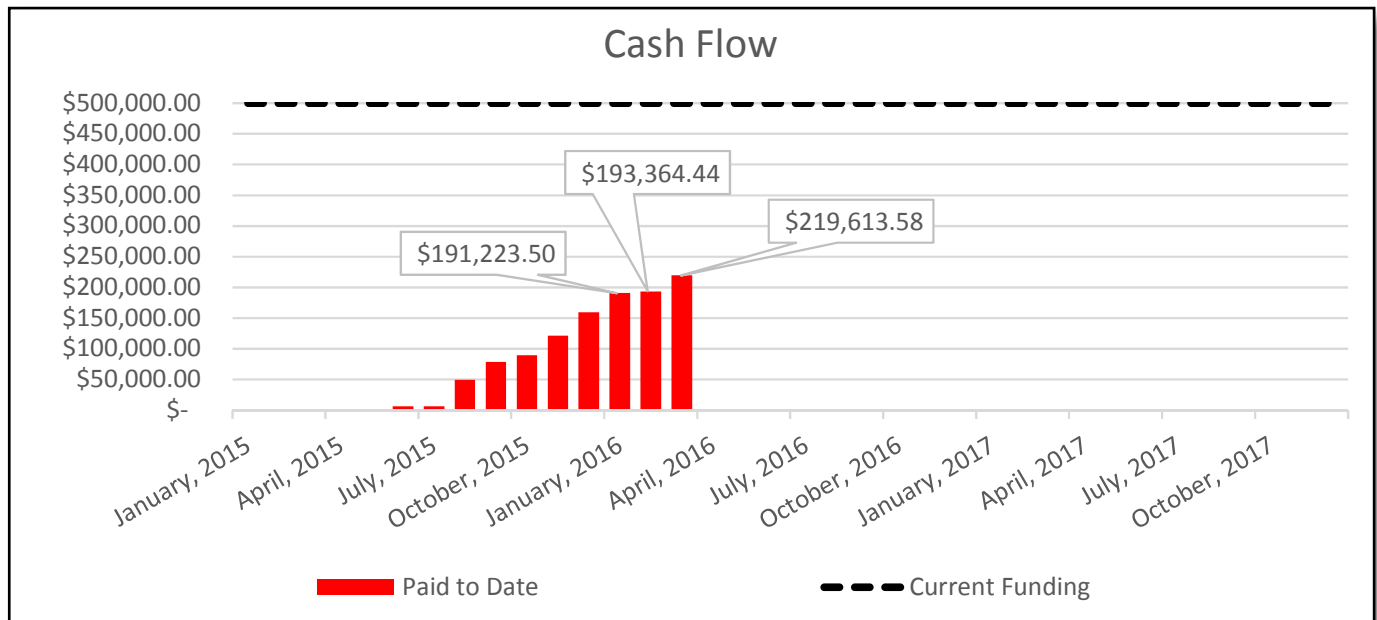 Cash Flow
$500,000.00
$450,000.00
$400,000.00
$350,000.00
$300,000.00
$250,000.00
$200,000.00
$150,000.00
$100,000.00
$50,000.00
$-
$193,364.44
$219,613.58
$191,223.50
January, 2015
April, 2015
July, 2015
October, 2015
January, 2016
April, 2016
July, 2016
October, 2016
January, 2017
April, 2017
July, 2017
October, 2017
Paid to Date
Current Funding